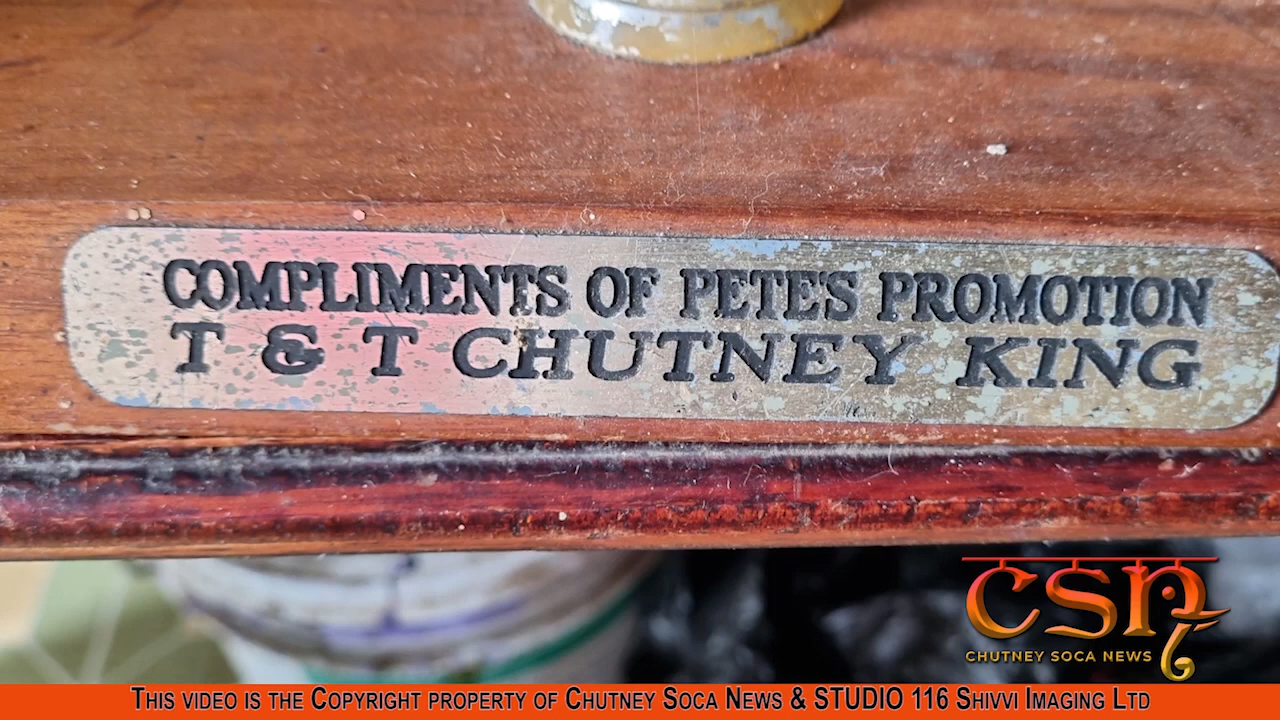 COMPLIMENTS OF PETE'S PROMOTION
T & T CHUTNEY KING
CSN
CHUTNEY SOCA NEWS
THIS VIDEO IS THE COPYRIGHT PROPERTY OF CHUTNEY SOCA NEWS & STUDIO 116 SHIVVI IMAGING LTD